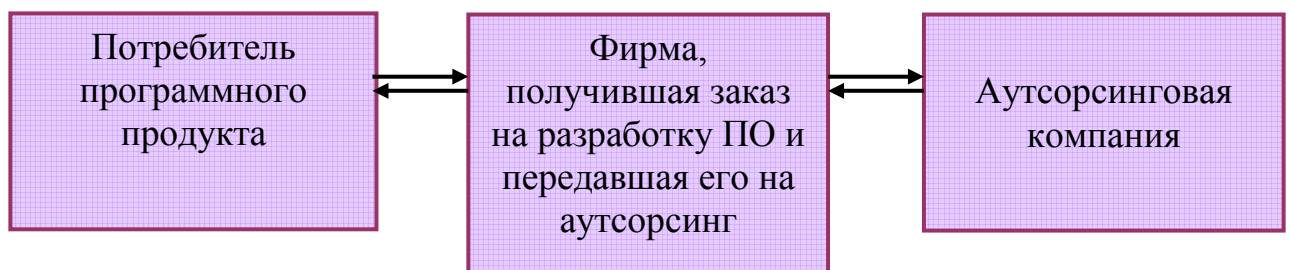 Потребитель
программного
продукта
Фирма,
получившая заказ
на разработку ПО и
передавшая его на
аутсорсинг
Аутсорсинговая
компания